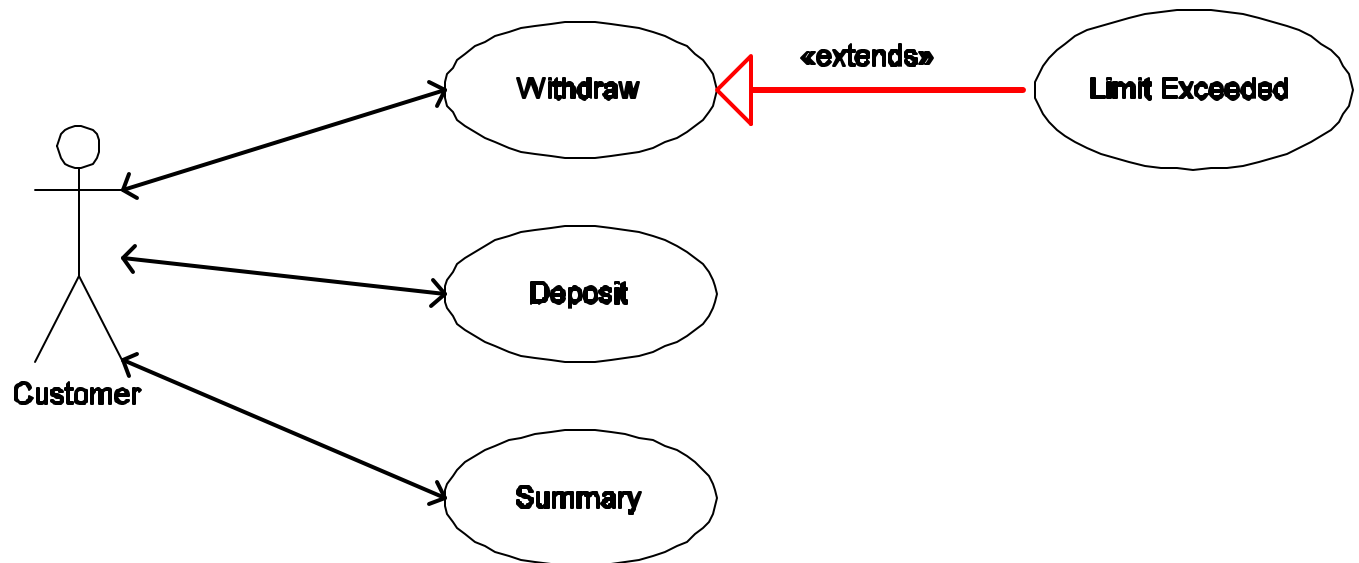 «extends»
Withdraw
Limit Exceeded
Deposit
Customer
Summary